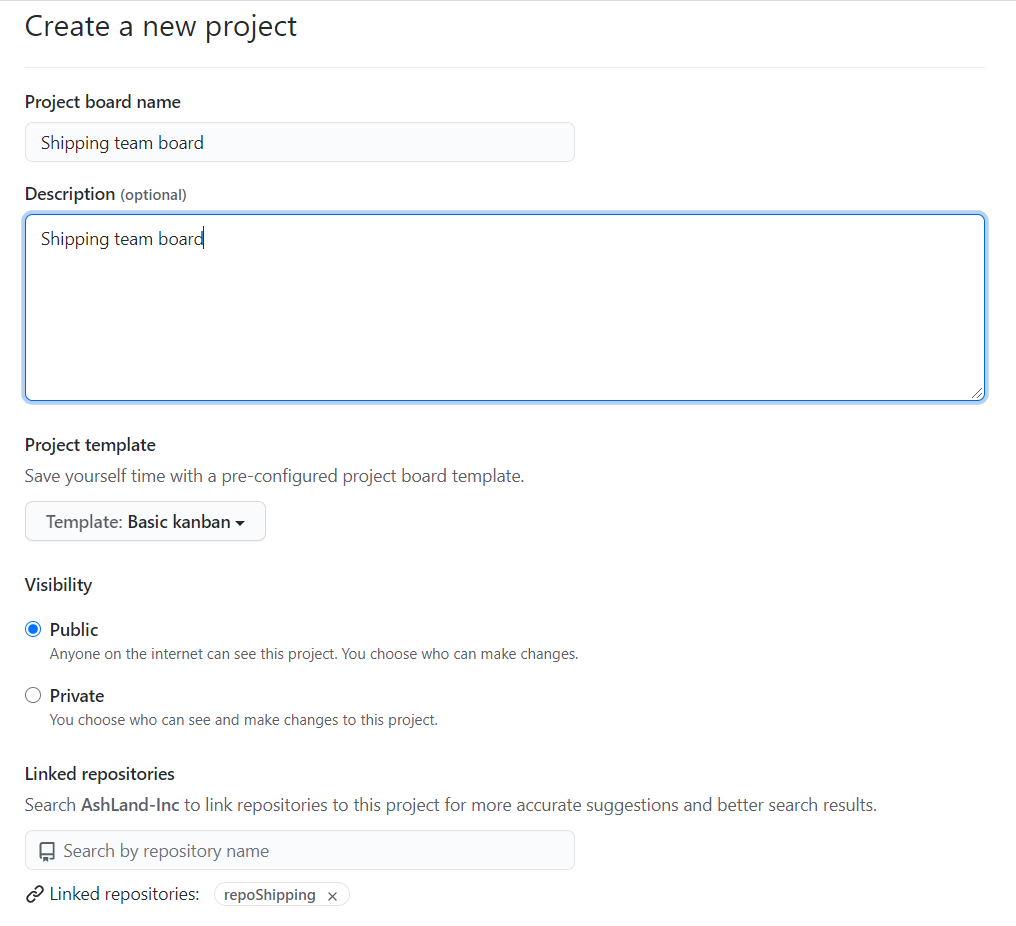 Create a new project
Project board name
Shipping team board
Description (optional)
Shipping team board
Project template
Save yourself time with a pre-configured project board template.
Template: Basic kanban
Visibility
Public
Anyone on the internet can see this project. You choose who can make changes.
Private
You choose who can see and make changes to this project.
Linked repositories
Search AshLand-Inc to link repositories to this project for more accurate suggestions and better search results.
Search by repository name
Linked repositories: repoShipping ×